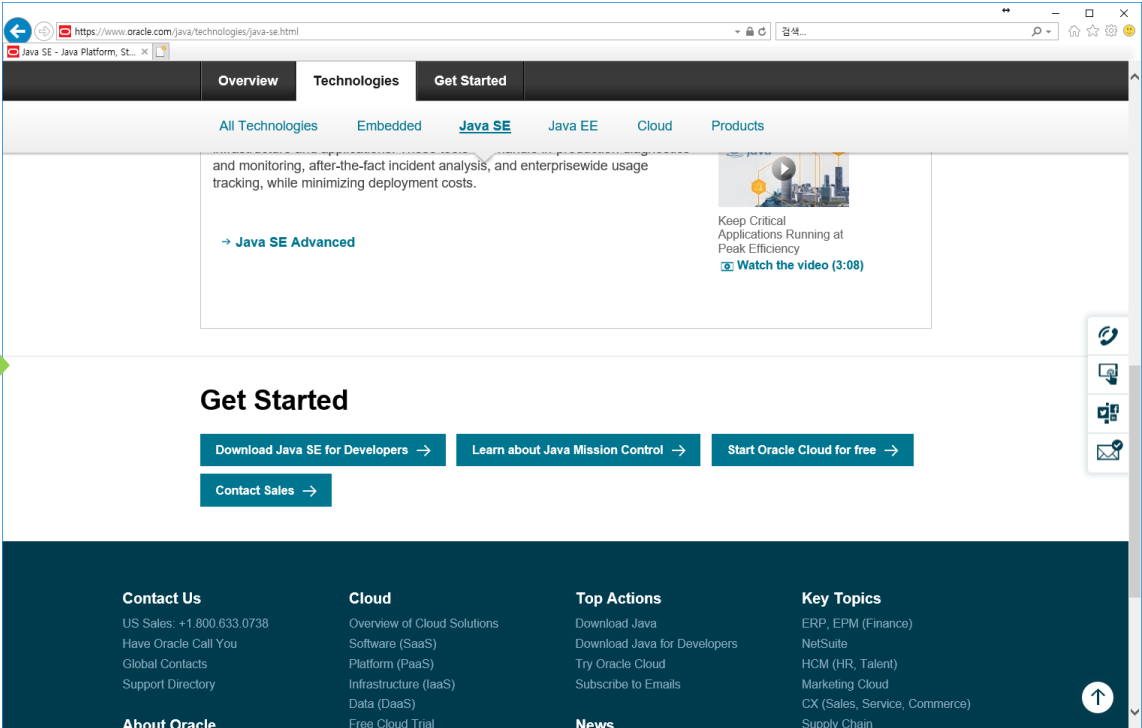 https://www.oracle.com/java/technologies/java-se.html
검색...
Java SE - Java Platform, St...
Overview Technologies Get Started
All Technologies Embedded Java SE Java EE Cloud Products
and monitoring, after-the-fact incident analysis, and enterprisewide usage
tracking, while minimizing deployment costs.
→ Java SE Advanced
Keep Critical
Applications Running at
Peak Efficiency
Watch the video (3:08)
Get Started
Download Java SE for Developers →
Learn about Java Mission Control →
Start Oracle Cloud for free →
Contact Sales →
Contact Us
US Sales: +1.800.633.0738
Have Oracle Call You
Global Contacts
Support Directory
About Oracle
Cloud
Overview of Cloud Solutions
Software (SaaS)
Platform (PaaS)
Infrastructure (IaaS)
Data (DaaS)
Free Cloud Trial
Top Actions
Download Java
Download Java for Developers
Try Oracle Cloud
Subscribe to Emails
News
Key Topics
ERP, EPM (Finance)
NetSuite
HCM (HR, Talent)
Marketing Cloud
CX (Sales, Service, Commerce)
Supply Chain